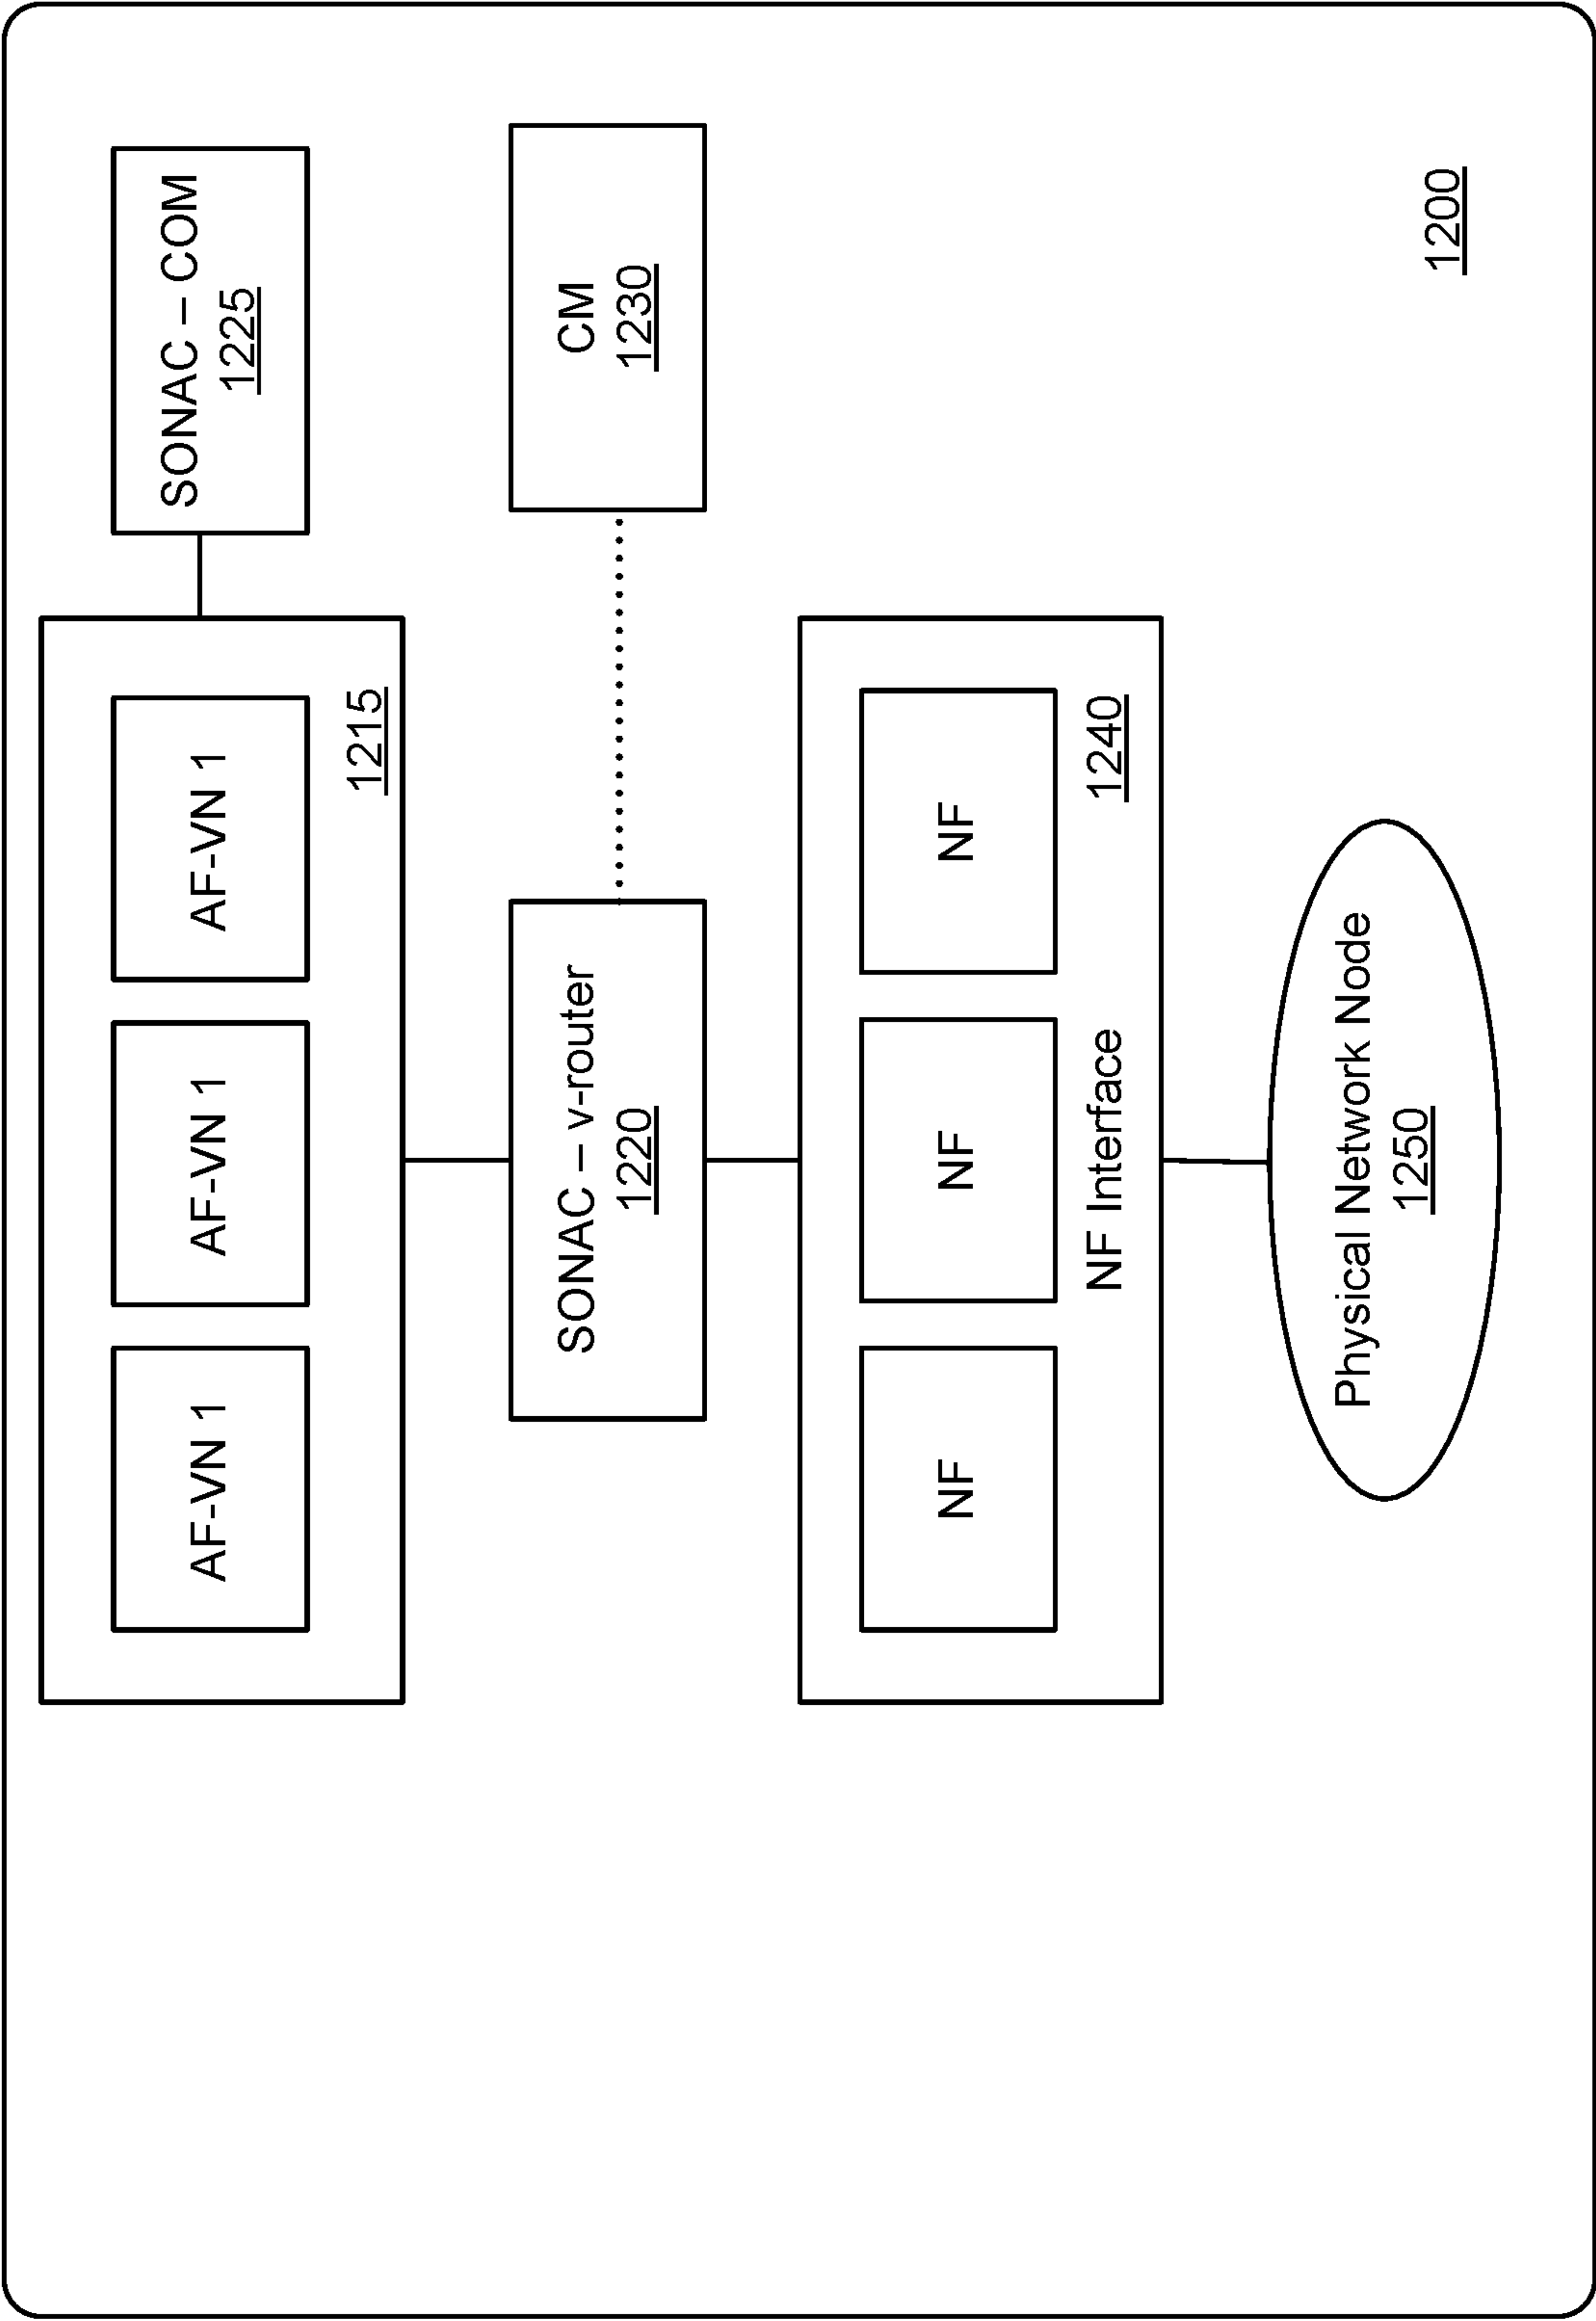 AF-VN 1
AF-VN 1
AF-VN 1
1215
SONAC – COM
1225
SONAC – v-router
1220
CM
1230
NF
NF
NF
NF Interface
1240
Physical Network Node
1250
1200